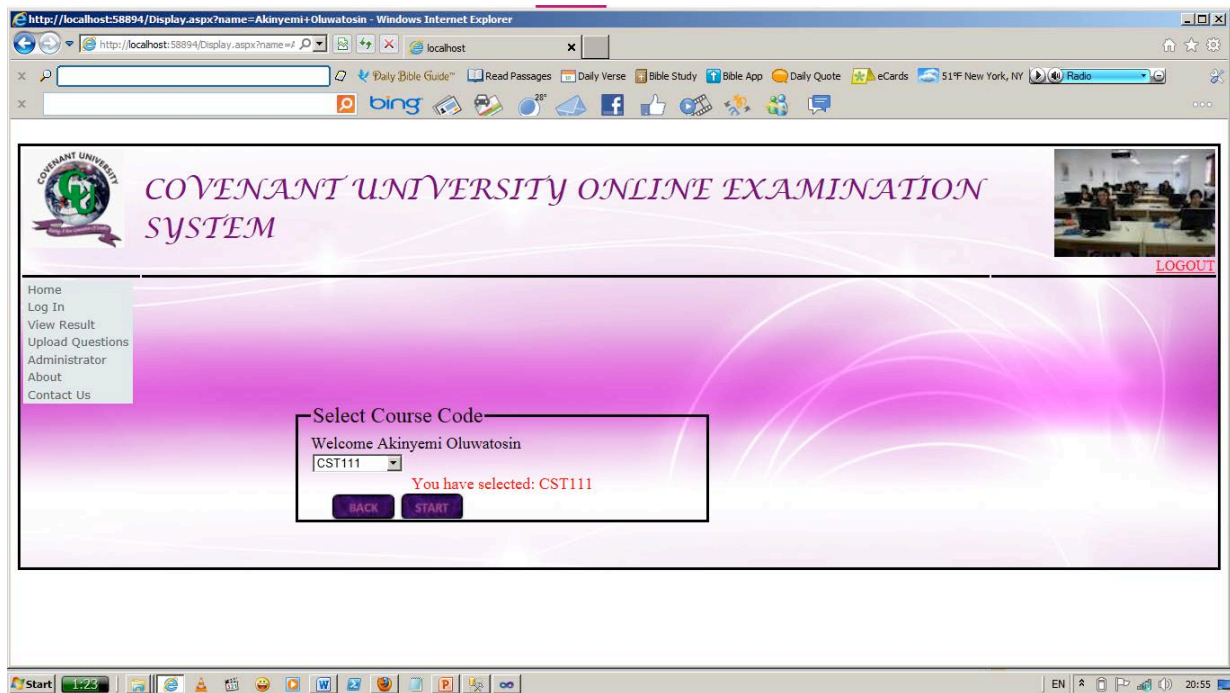 http://localhost:58894/Display.aspx?name=Akinyemi+Oluwatosin - Windows Internet Explorer
http://localhost:58894/Display.aspx?name=A
localhost
Daily Bible Guide™ Read Passages Daily Verse Bible Study Bible App Daily Quote eCards 51°F New York, NY Radio
bing 28°
COVENANT UNIVERSITY
COVENANT UNIVERSITY ONLINE EXAMINATION
SYSTEM
LOGOUT
Home
Log In
View Result
Upload Questions
Administrator
About
Contact Us
Select Course Code
Welcome Akinyemi Oluwatosin
CST111
You have selected: CST111
BACK START
Start 1:23 EN 20:55